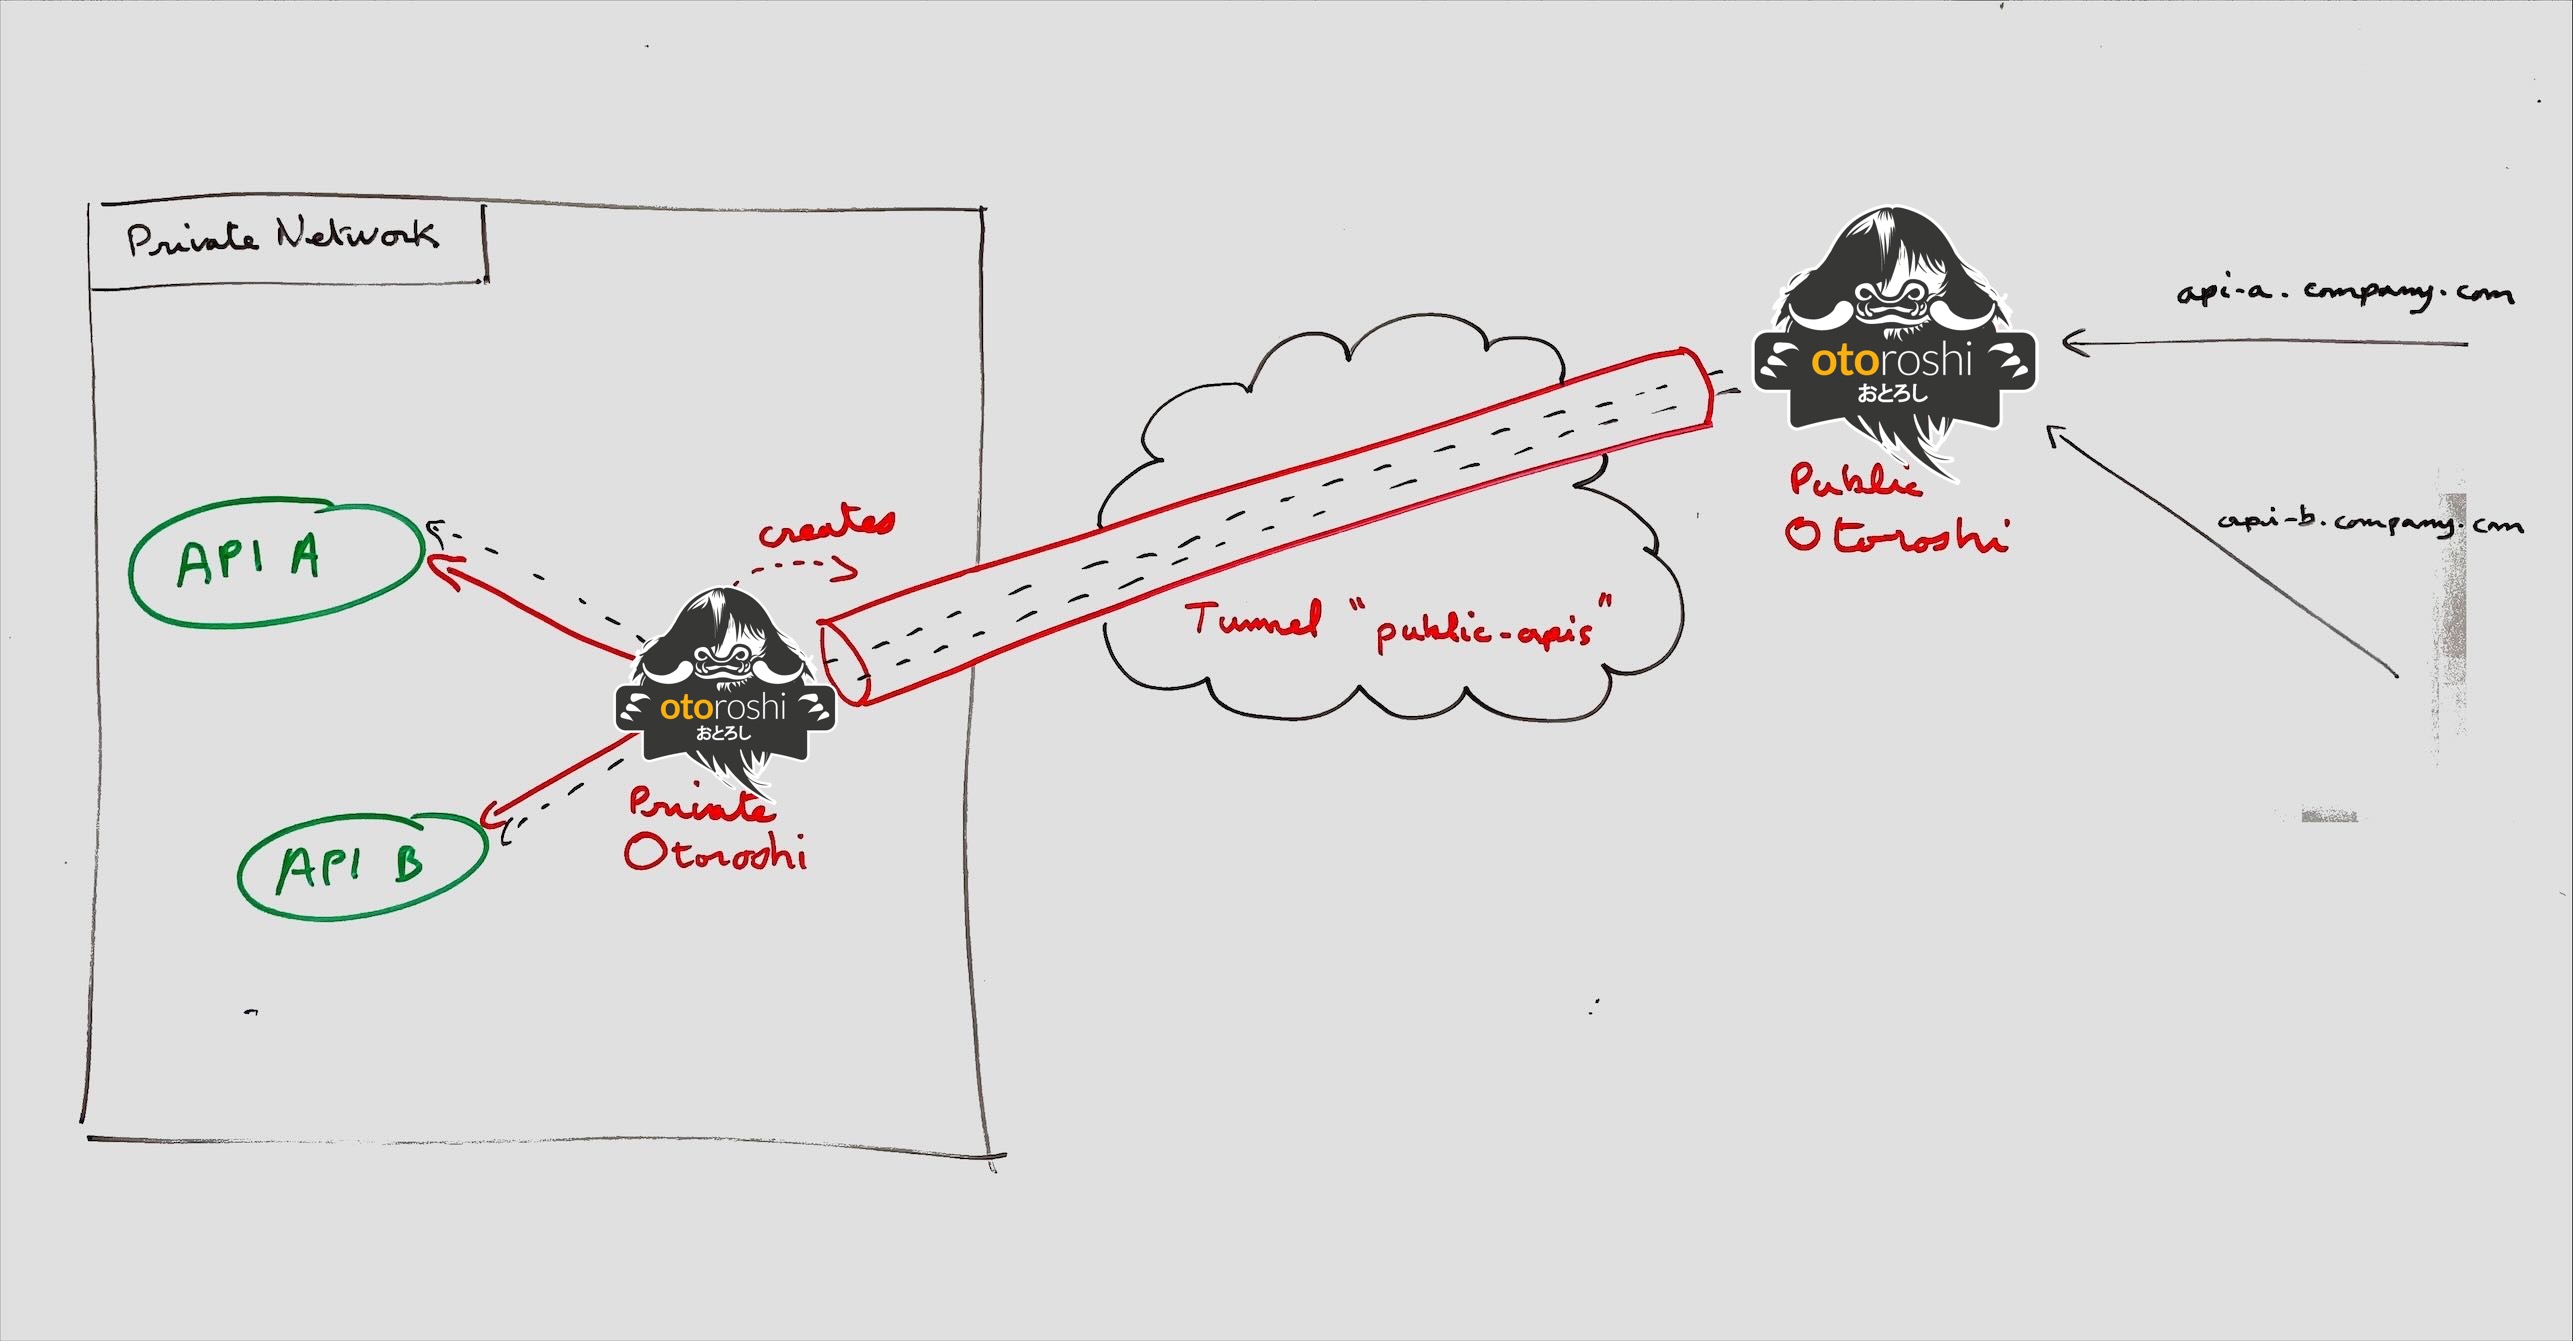 Private Network
api-a.company.com
otoroshi
おとろし
Public
Otoroshi
api-b.company.com
creates
API A
Tunnel "public-apis"
otoroshi
おとろし
Private
Otoroshi
API B